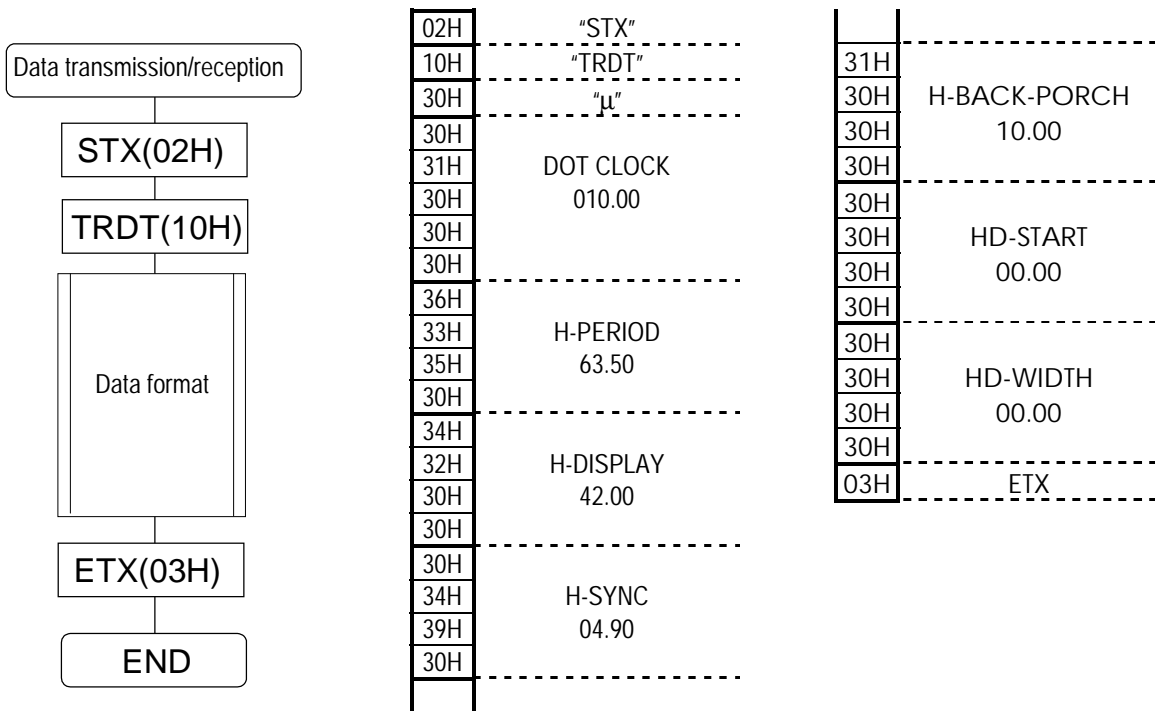 Data transmission/reception
STX(02H)
TRDT(10H)
Data format
ETX(03H)
END
02H "STX"
10H "TRDT"
30H "μ"
30H
31H DOT CLOCK
30H 010.00
30H
30H
36H
33H H-PERIOD
35H 63.50
30H
34H
32H H-DISPLAY
30H 42.00
30H
30H
34H H-SYNC
39H 04.90
30H
31H
30H H-BACK-PORCH
30H 10.00
30H
30H
30H HD-START
30H 00.00
30H
30H
30H HD-WIDTH
30H 00.00
30H
03H ETX